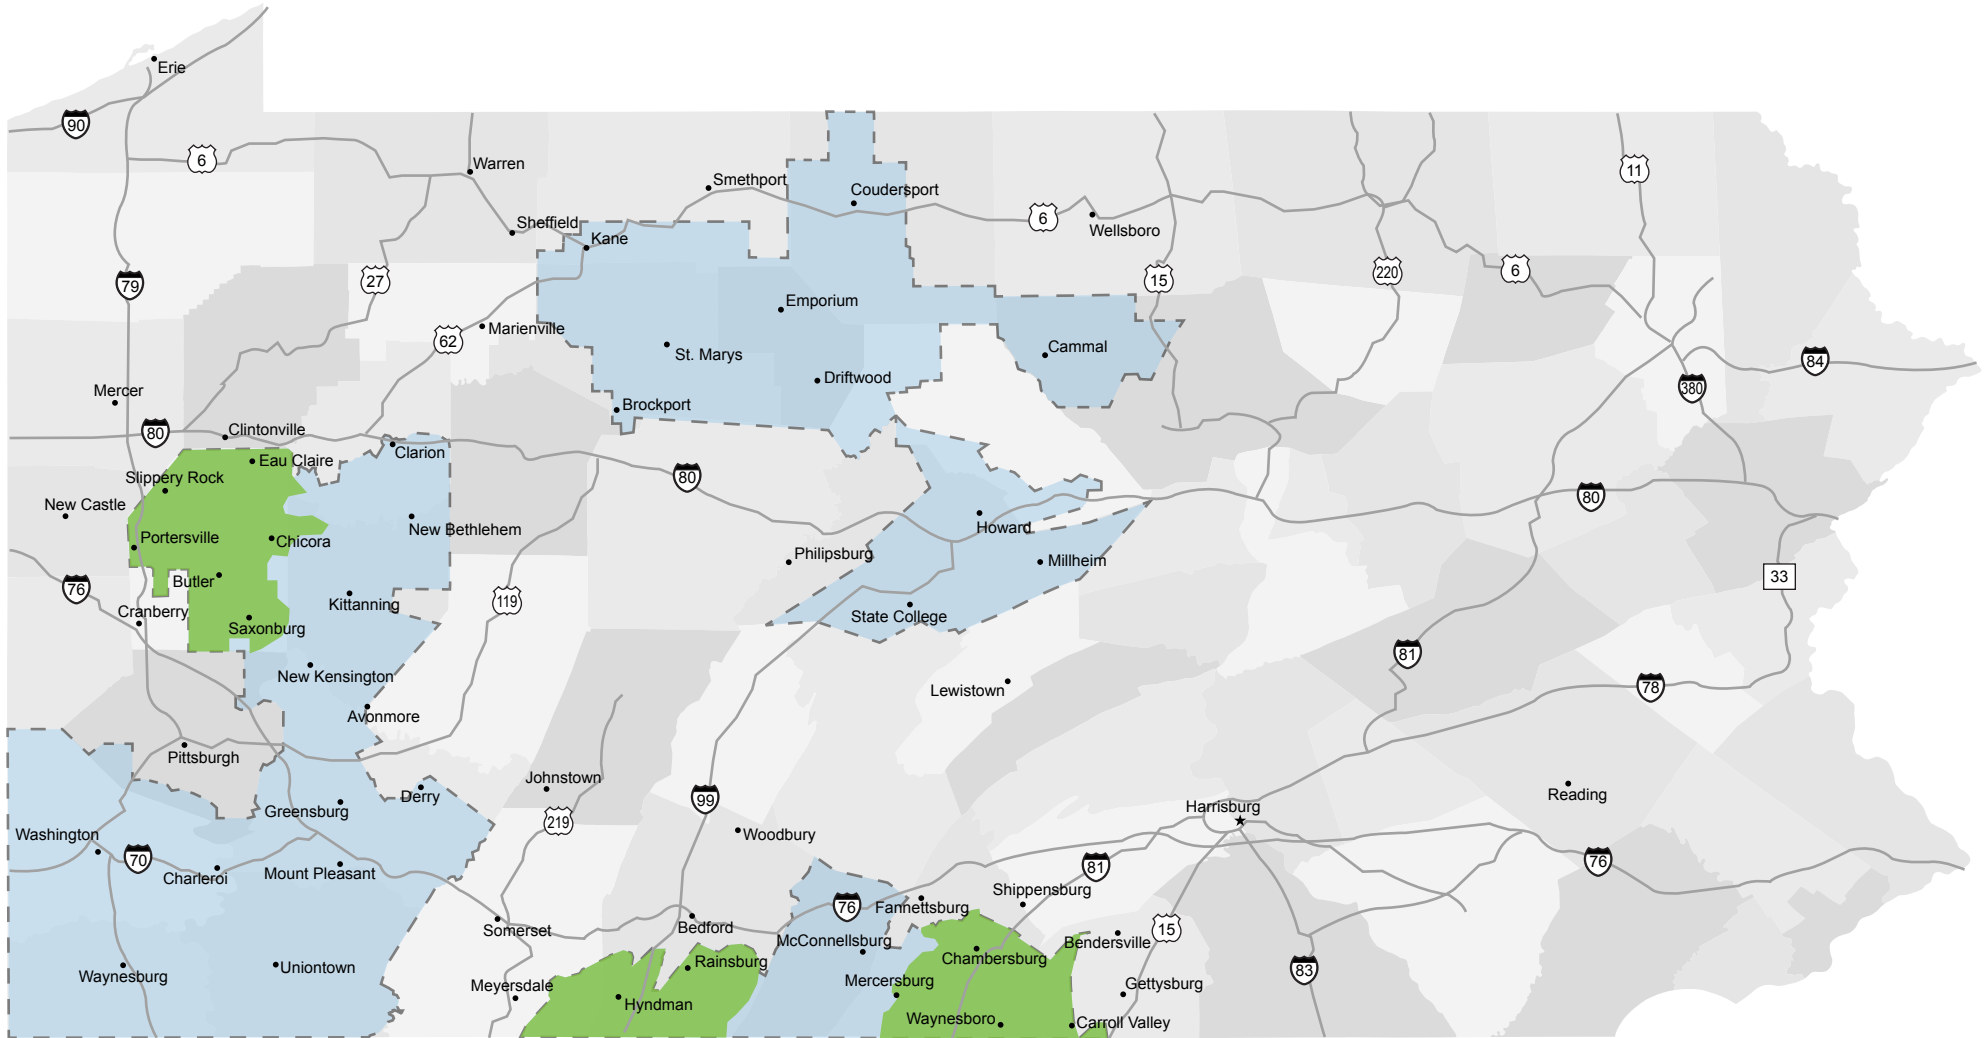 Erie
90
6
Warren
Smethport
Coudersport
11
Sheffield
Kane
6
Wellsboro
79
27
15
220
6
Emporium
Marienville
62
St. Marys
Cammal
Driftwood
84
Mercer
380
Brockport
80
Clintonville
Clarion
Eau Claire
Slippery Rock
80
New Castle
80
New Bethlehem
Howard
Portersville
Chicora
Philipsburg
Millheim
Butler
33
76
Kittanning
119
Cranberry
State College
Saxonburg
81
New Kensington
Lewistown
78
Avonmore
Pittsburgh
Johnstown
Derry
99
Reading
Greensburg
Harrisburg
219
Washington
Woodbury
70
76
Charleroi
Mount Pleasant
81
Shippensburg
76
Fannettsburg
Somerset
Bedford
15
McConnellsburg
Bendersville
Chambersburg
Rainsburg
Uniontown
83
Waynesburg
Mercersburg
Meyersdale
Gettysburg
Hyndman
Waynesboro
Carroll Valley